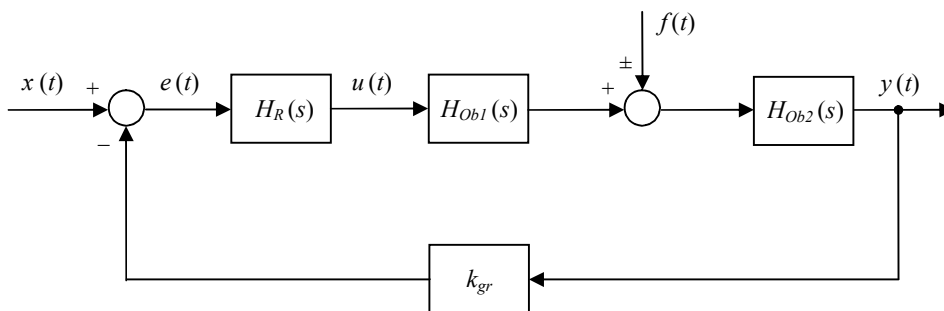 f(t)
±
x(t) + e(t) H_R(s) u(t) H_Ob1(s) + H_Ob2(s) y(t)
−
k_gr